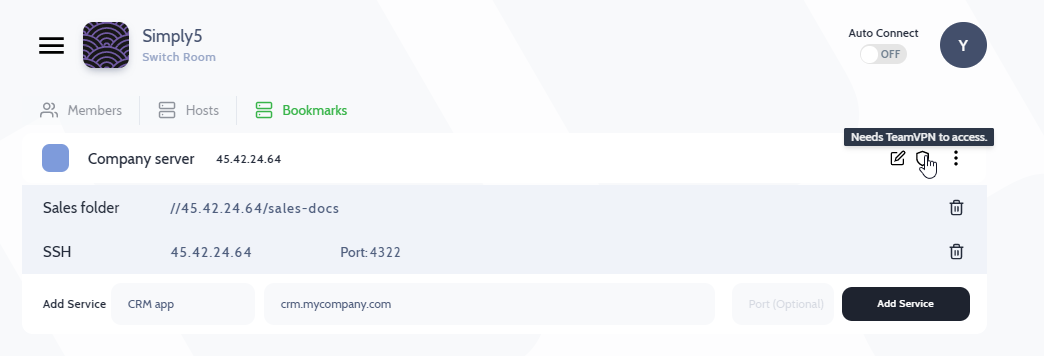 Simply5
Switch Room
Auto Connect
OFF
Y
Members
Hosts
Bookmarks
Needs TeamVPN to access.
Company server 45.42.24.64
Sales folder //45.42.24.64/sales-docs
SSH 45.42.24.64 Port: 4322
Add Service CRM app crm.mycompany.com Port (Optional) Add Service